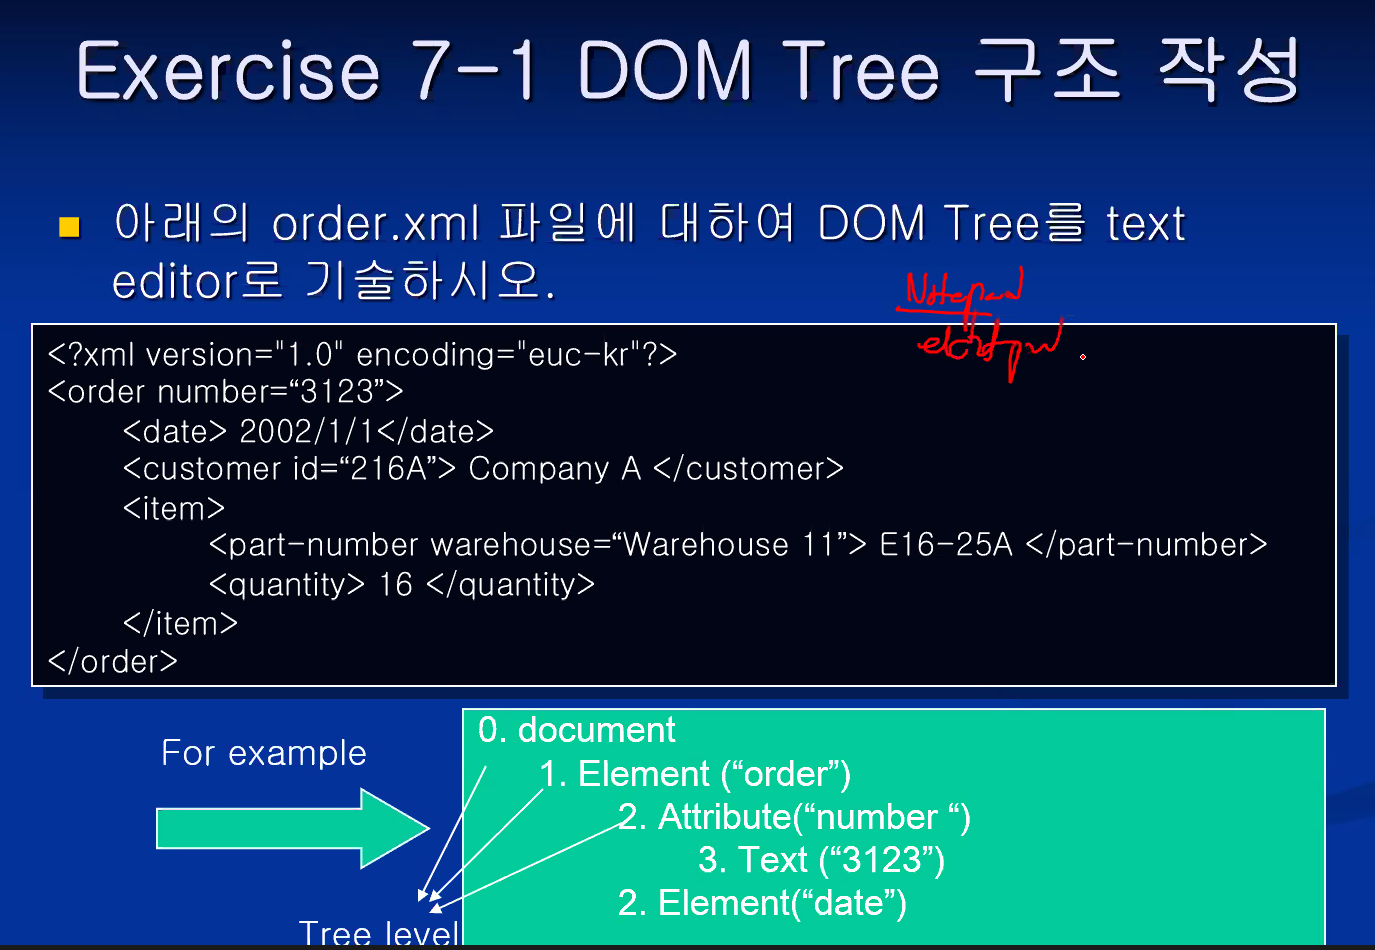 Exercise 7-1 DOM Tree 구조 작성
아래의 order.xml 파일에 대하여 DOM Tree를 text
editor로 기술하시오.
Notepad
<?xml version="1.0" encoding="euc-kr"?>
<order number=“3123”>
<date> 2002/1/1</date>
<customer id=“216A”> Company A </customer>
<item>
<part-number warehouse=“Warehouse 11”> E16-25A </part-number>
<quantity> 16 </quantity>
</item>
</order>
For example
0. document
1. Element (“order”)
2. Attribute(“number “)
3. Text (“3123”)
2. Element(“date”)
Tree level